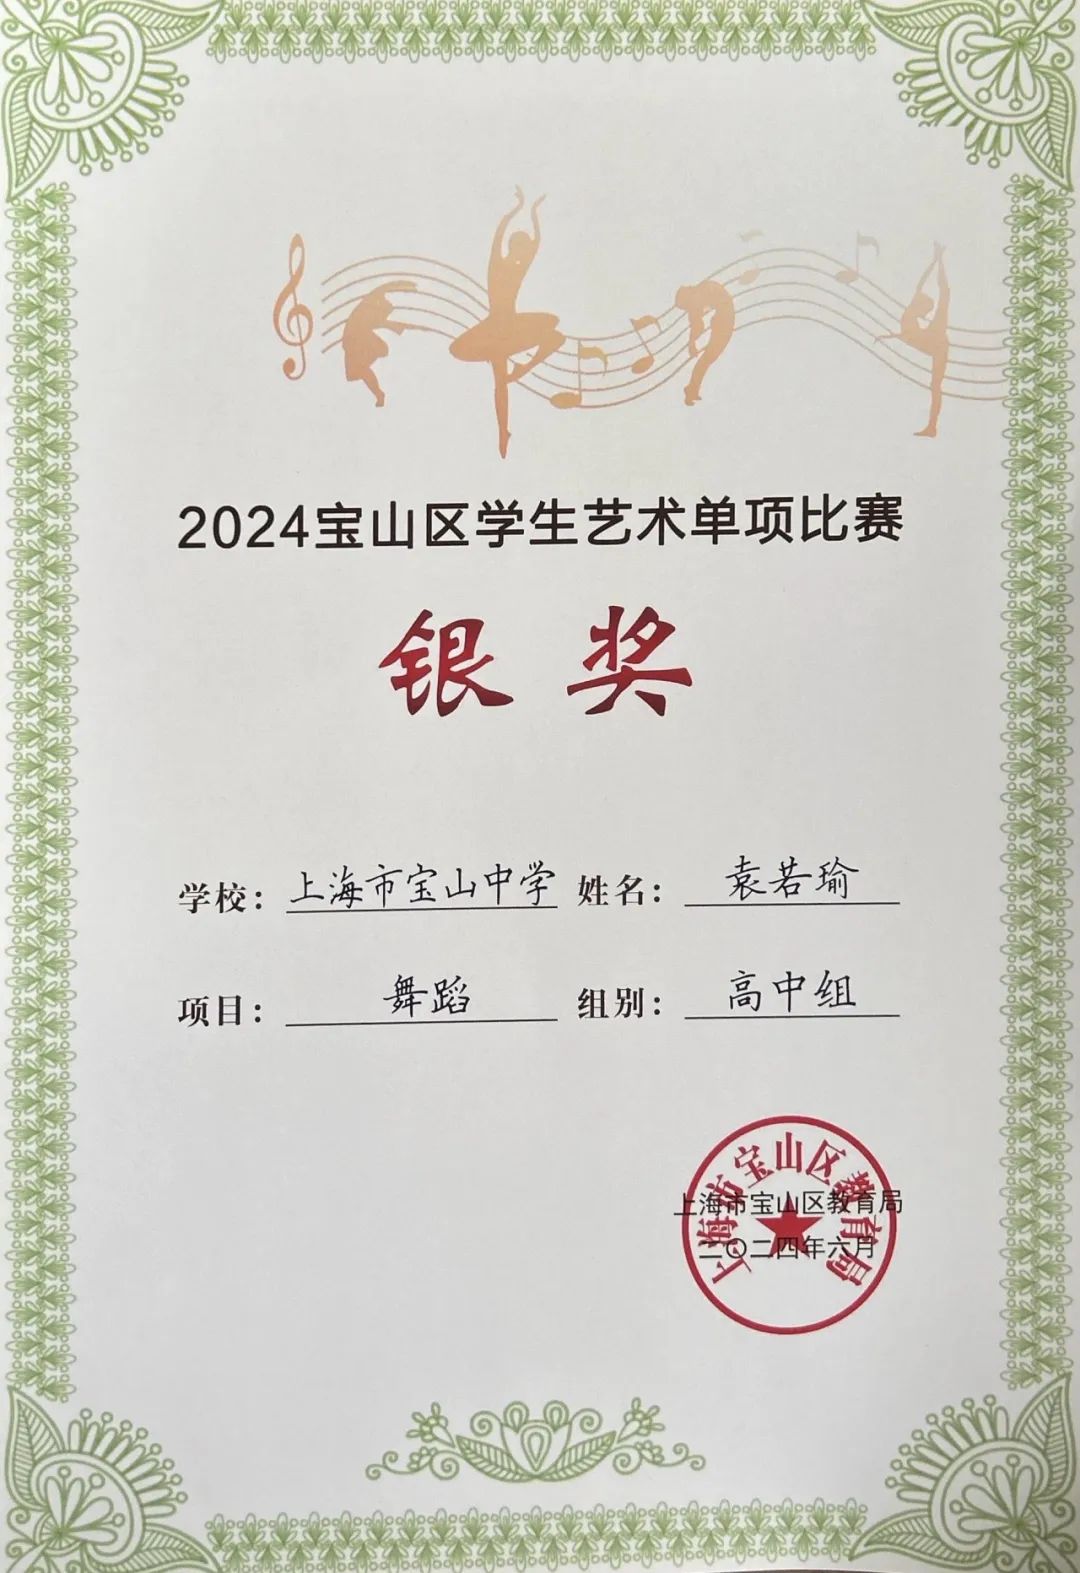 2024宝山区学生艺术单项比赛
银奖
学校：上海市宝山中学 姓名：袁若瑜
项目：舞蹈 组别：高中组
上海市宝山区教育局
二〇二四年六月
上海市宝山区教育局